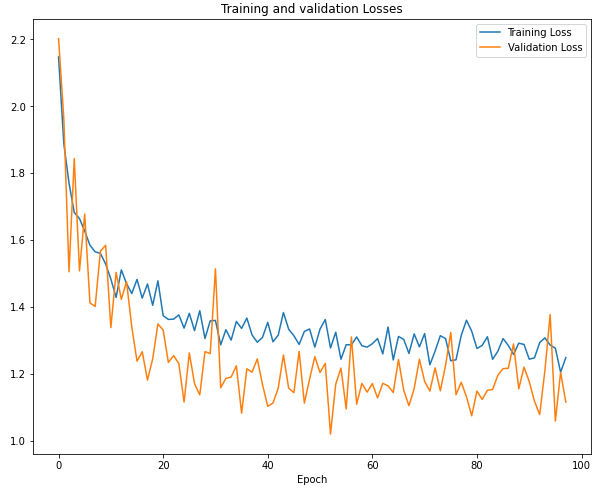 Training and validation Losses
Training Loss
Validation Loss
2.2
2.0
1.8
1.6
1.4
1.2
1.0
0 20 40 60 80 100
Epoch